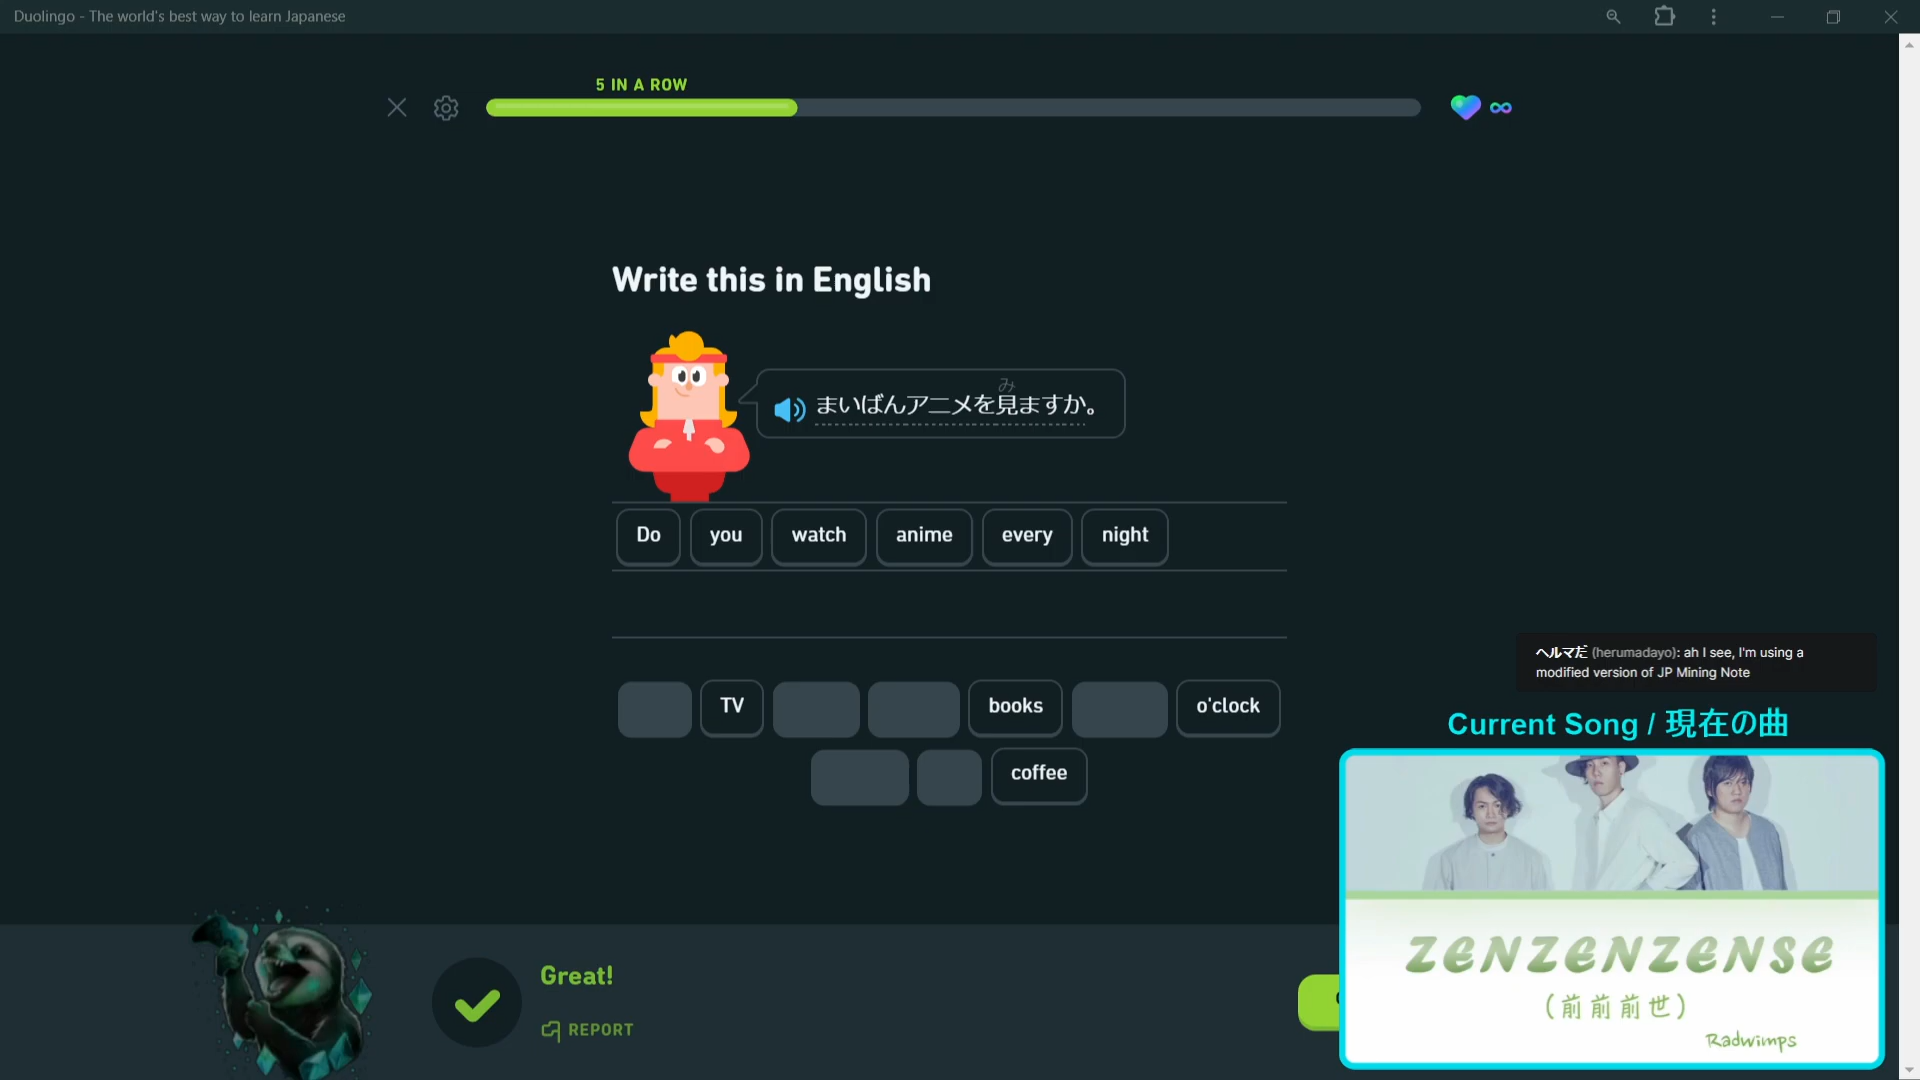 Duolingo - The world's best way to learn Japanese
5 IN A ROW
Write this in English
み
まいばんアニメを見ますか。
Do you watch anime every night
TV books o'clock
coffee
ヘルマだ (herumadayo): ah I see, I'm using a
modified version of JP Mining Note
Current Song / 現在の曲
ZENZENZENSE
(前前前世)
Radwimps
Great!
REPORT